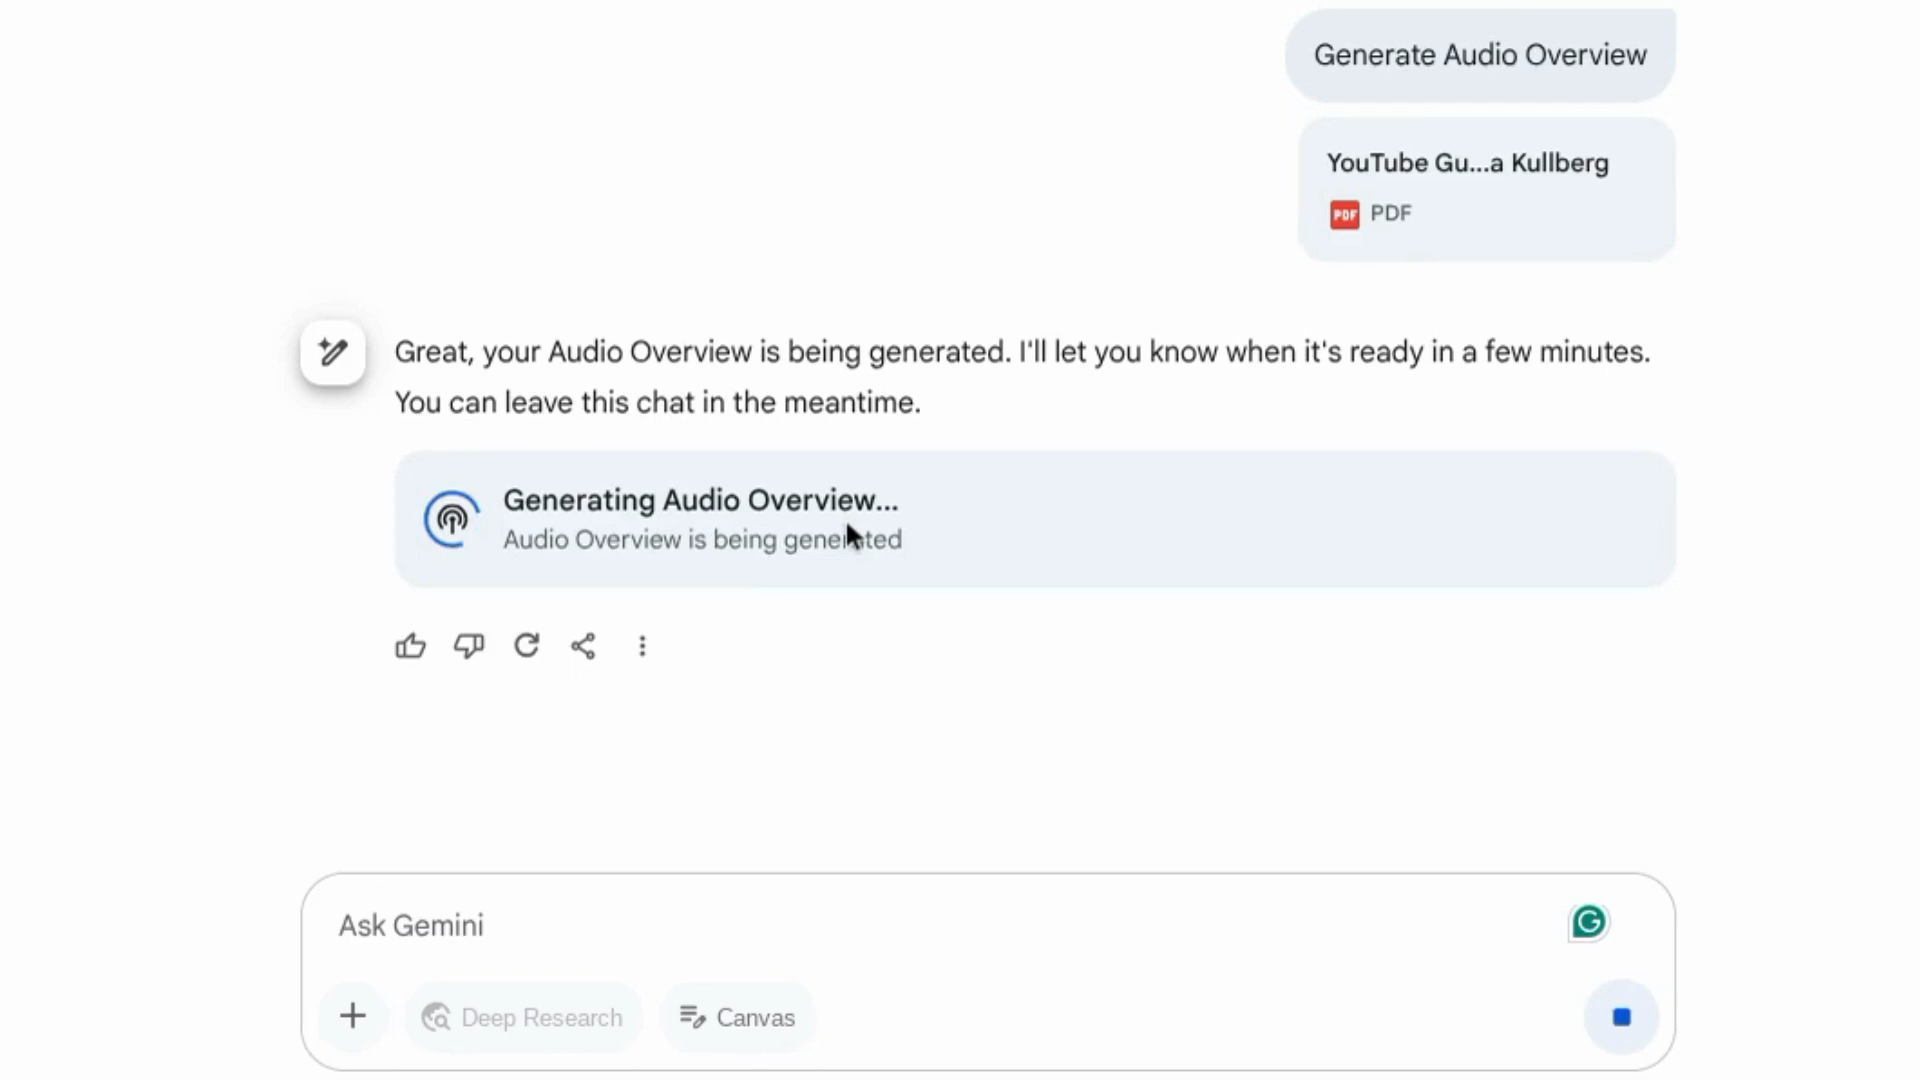 Generate Audio Overview
YouTube Gu...a Kullberg
PDF PDF
Great, your Audio Overview is being generated. I'll let you know when it's ready in a few minutes.
You can leave this chat in the meantime.
Generating Audio Overview...
Audio Overview is being generated
Ask Gemini
G
Deep Research
Canvas